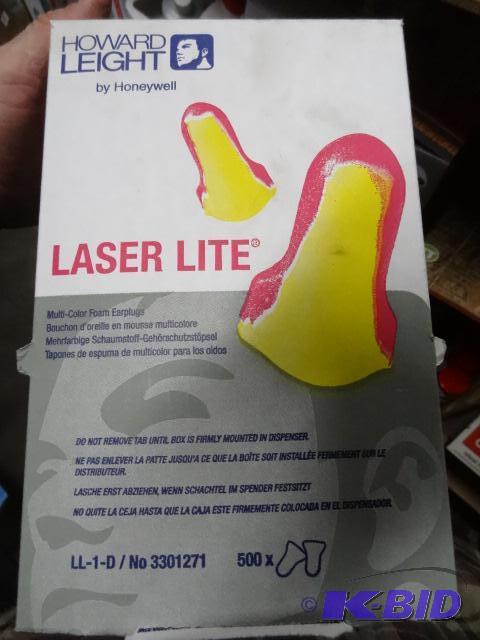 HOWARD
LEIGHT
by Honeywell
LASER LITE®
Multi-Color Foam Earplugs
Bouchon d'oreille en mousse multicolore
Mehrfarbige Schaumstoff-Gehörschutzstöpsel
Tapones de espuma de multicolor para los oidos
DO NOT REMOVE TAB UNTIL BOX IS FIRMLY MOUNTED IN DISPENSER.
NE PAS ENLEVER LA PATTE JUSQU'A CE QUE LA BOÎTE SOIT INSTALLÉE FERMEMENT SUR LE
DISTRIBUTEUR.
LASCHE ERST ABZIEHEN, WENN SCHACHTEL IM SPENDER FESTSITZT
NO QUITE LA CEJA HASTA QUE LA CAJA ESTE FIRMEMENTE COLOCADA EN EL DISPENSADOR.
LL-1-D / No 3301271 500 x
© K-BID